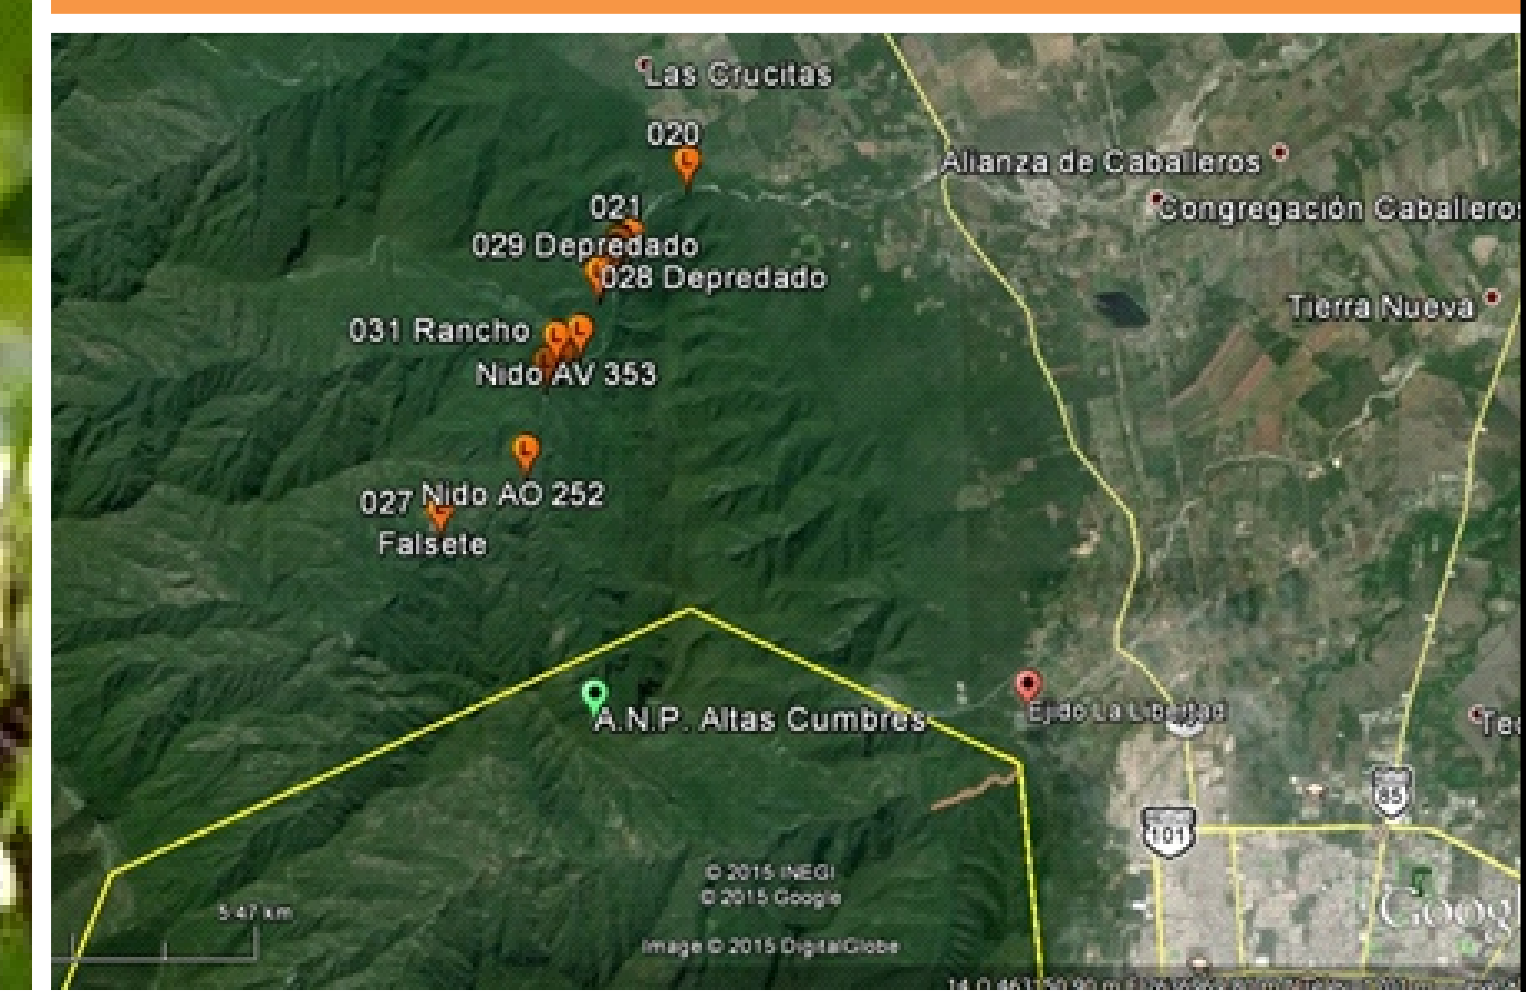 Las Crucitas
020
L
Alianza de Caballeros
021
Congregación Caballeros
029 Depredado
028 Depredado
Tierra Nueva
031 Rancho
L L
Nido AV 353
L
Nido AO 252
027
Falsete
A.N.P. Altas Cumbres
Ejido La Libertad
85
101
© 2015 INEGI
© 2015 Google
Image © 2015 DigitalGlobe
5.47 km
Goog